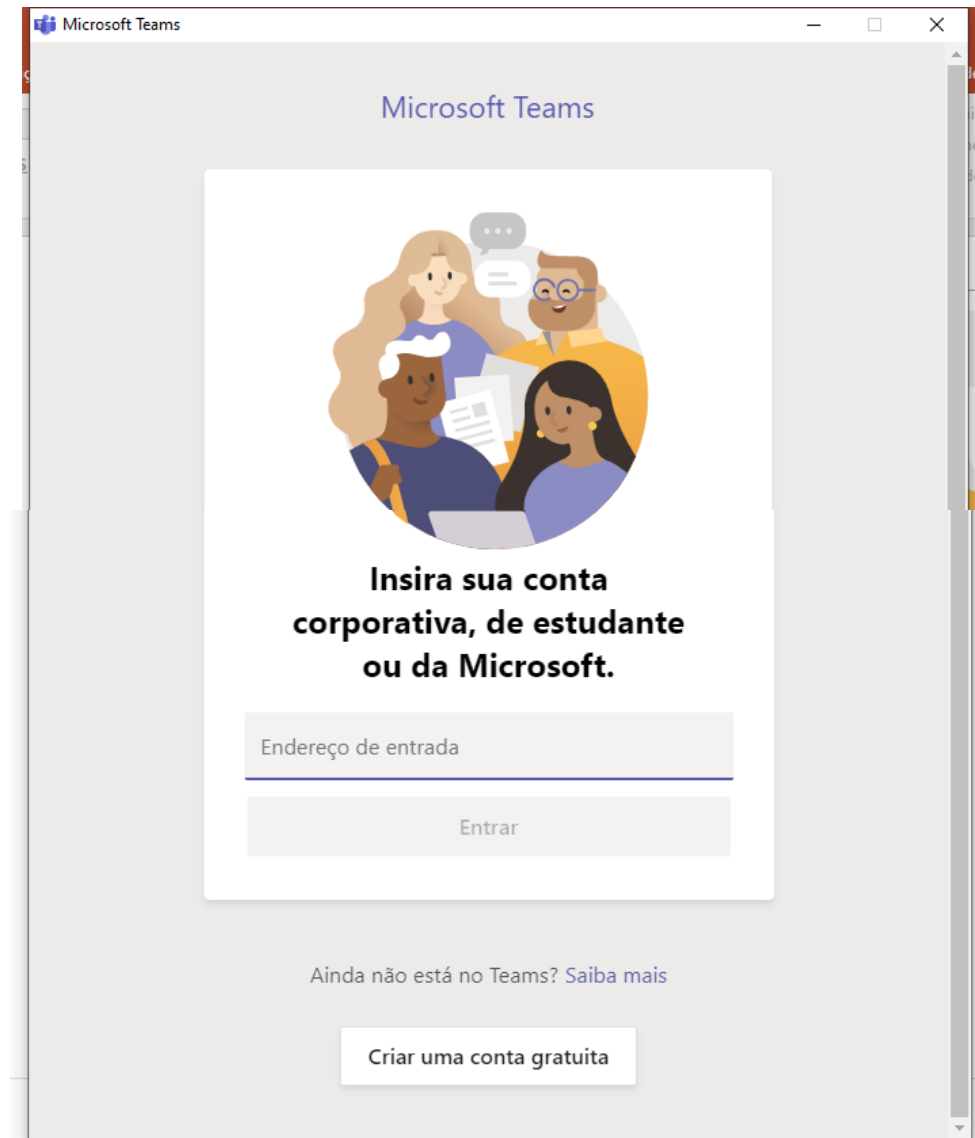 Microsoft Teams
Microsoft Teams
Insira sua conta
corporativa, de estudante
ou da Microsoft.
Endereço de entrada
Entrar
Ainda não está no Teams? Saiba mais
Criar uma conta gratuita